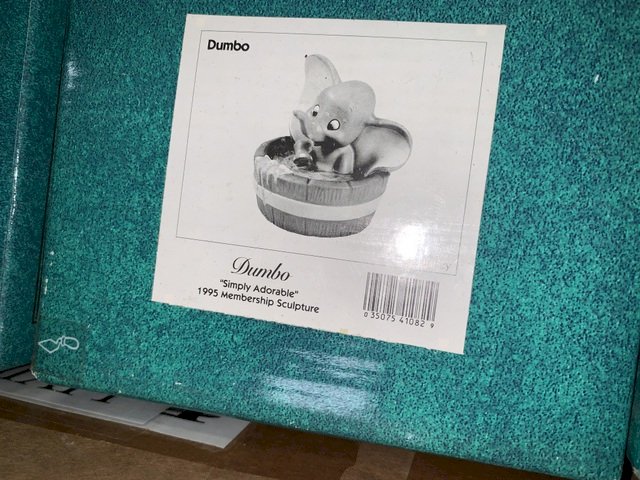 Dumbo
Dumbo
"Simply Adorable"
1995 Membership Sculpture
0 35075 41082 9